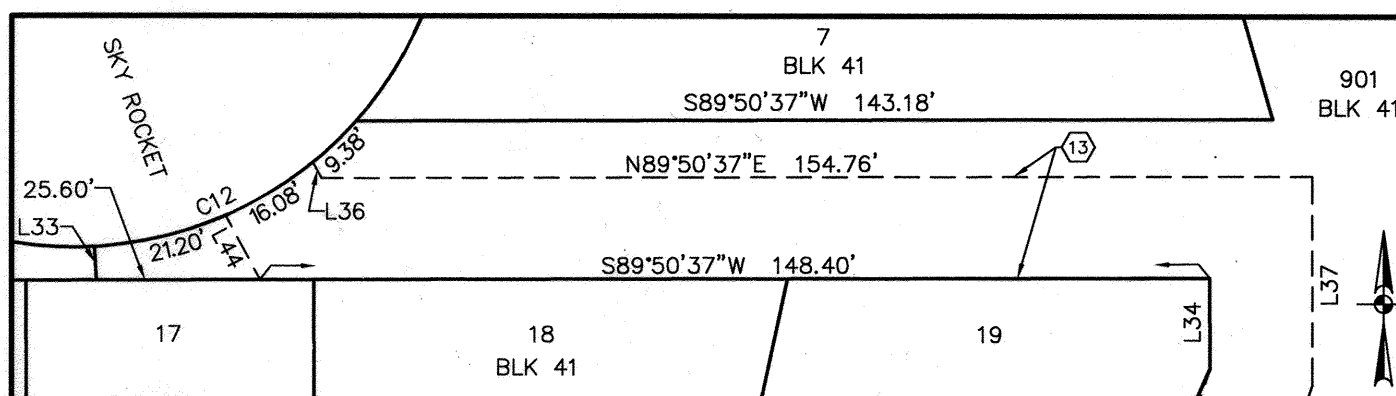 7
BLK 41
S89°50'37"W 143.18'
901
BLK 41
SKY ROCKET
9.38'
N89°50'37"E 154.76'
13
25.60'
C12
16.08'
L36
L33
21.20'
L44
S89°50'37"W 148.40'
L37
17
18
BLK 41
19
L34